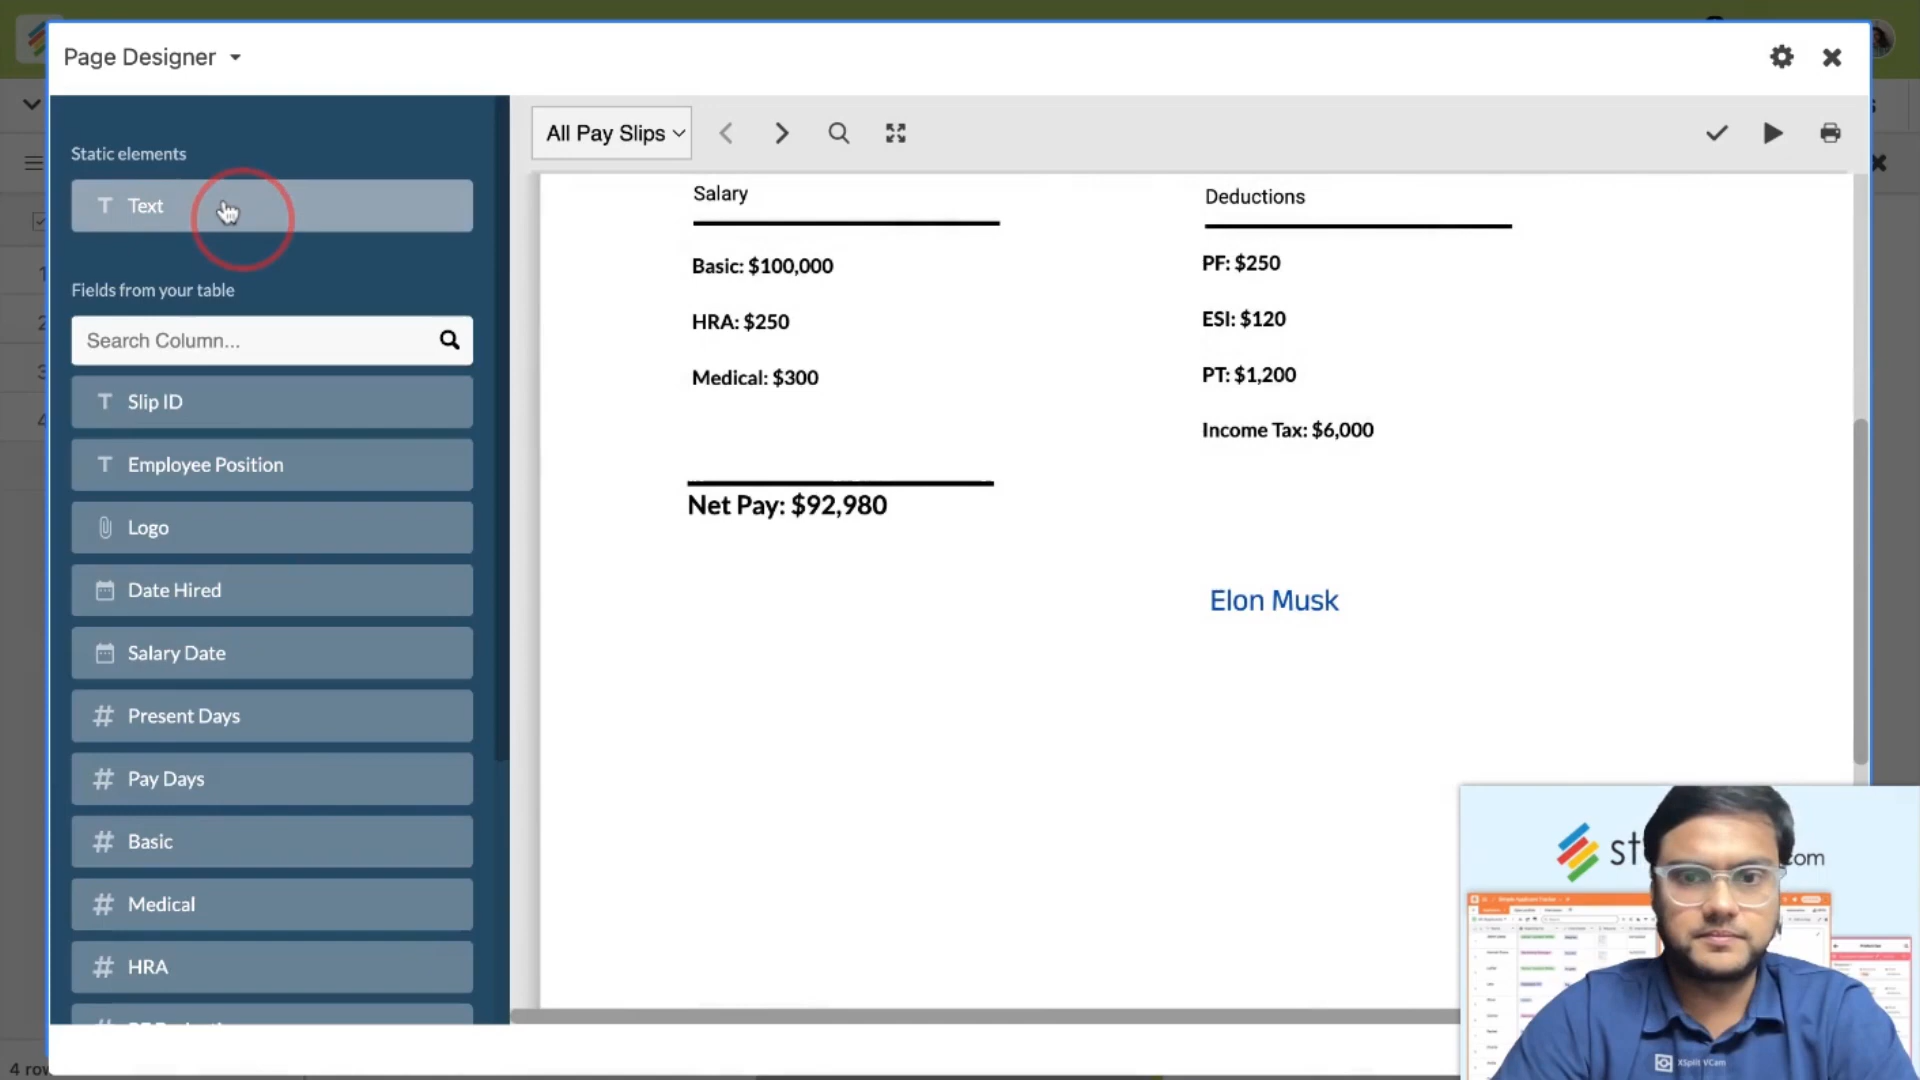 Page Designer
Static elements
Text
Fields from your table
Search Column...
Slip ID
Employee Position
Logo
Date Hired
Salary Date
Present Days
Pay Days
Basic
Medical
HRA
All Pay Slips
Salary
Basic: $100,000
HRA: $250
Medical: $300
Net Pay: $92,980
Deductions
PF: $250
ESI: $120
PT: $1,200
Income Tax: $6,000
Elon Musk
XSplit VCam